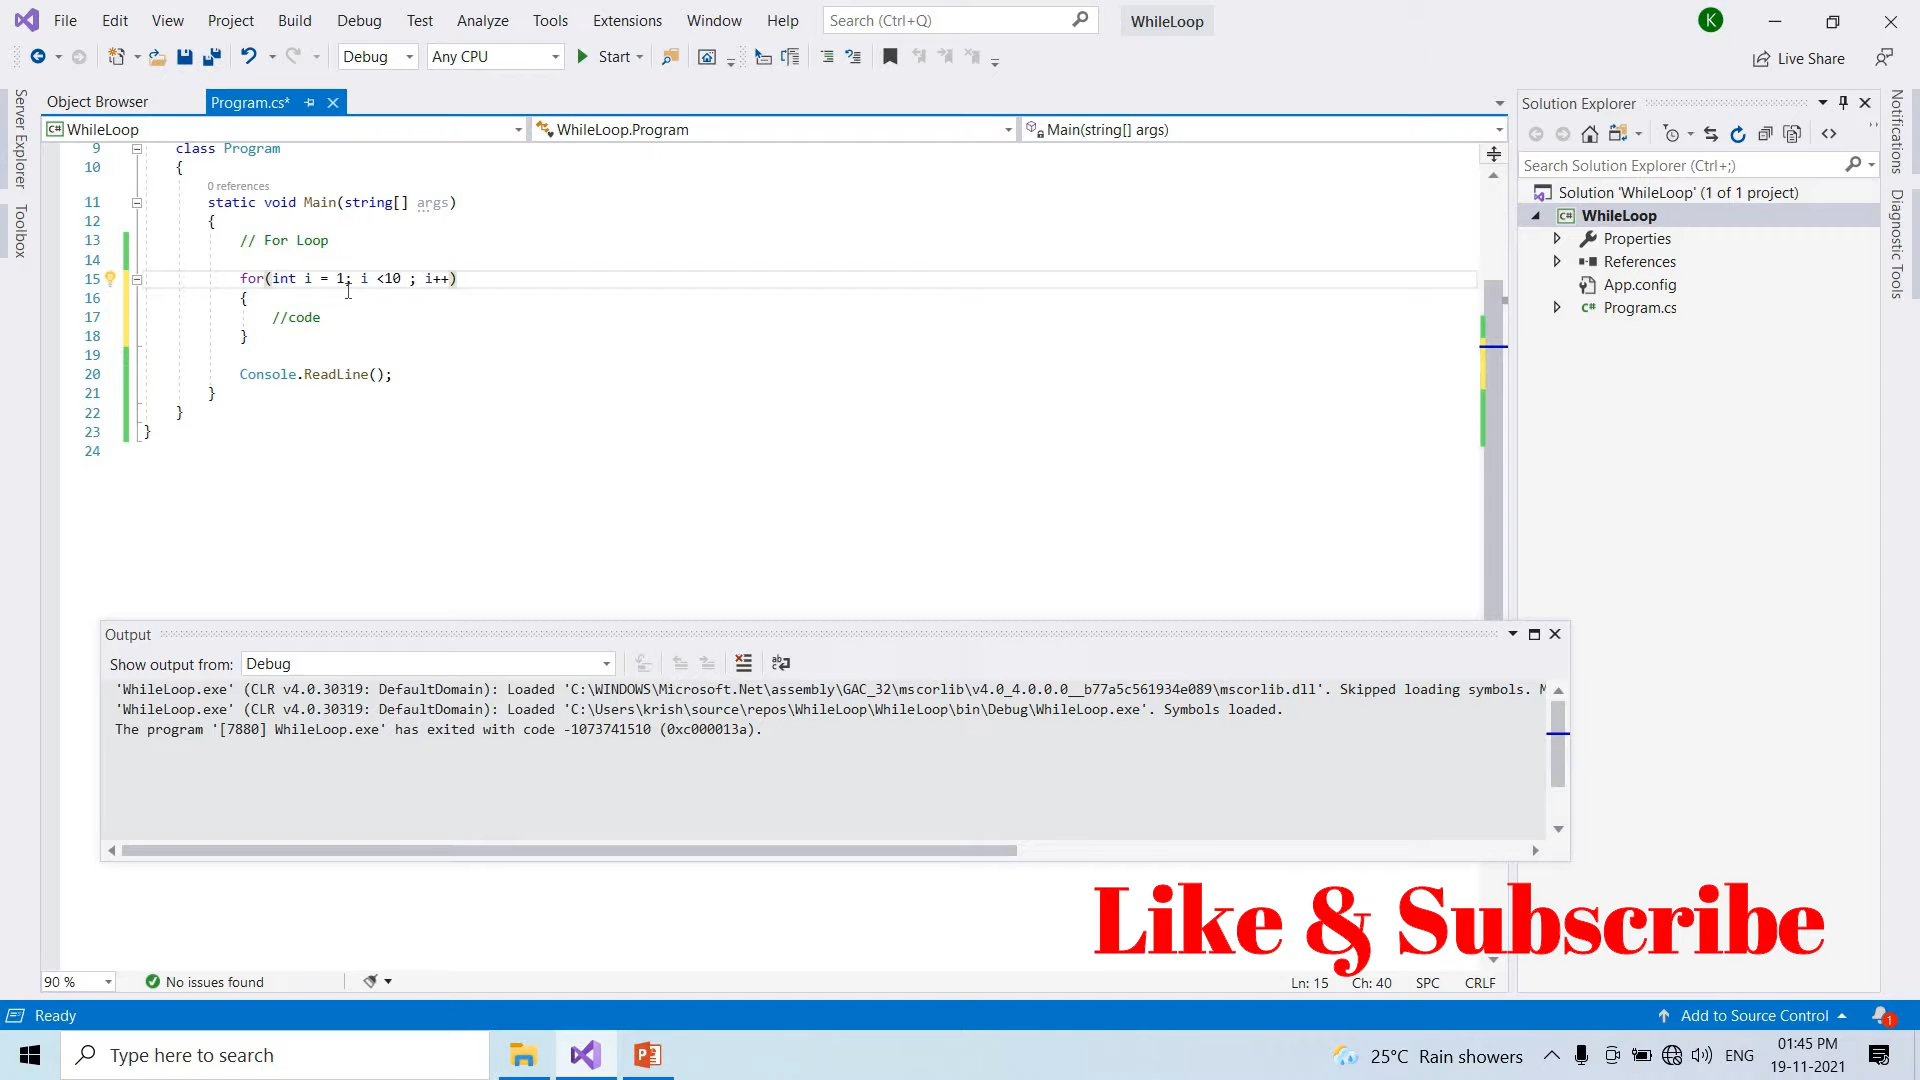 File Edit View Project Build Debug Test Analyze Tools Extensions Window Help Search (Ctrl+Q) WhileLoop K
Debug Any CPU Start Live Share
Server Explorer
Toolbox
Object Browser Program.cs*
WhileLoop WhileLoop.Program Main(string[] args)
9 class Program
10 {
0 references
11 static void Main(string[] args)
12 {
13 // For Loop
14
15 for(int i = 1; i <10 ; i++)
16 {
17 //code
18 }
19
20 Console.ReadLine();
21 }
22 }
23 }
24
Solution Explorer
Search Solution Explorer (Ctrl+;)
Solution 'WhileLoop' (1 of 1 project)
WhileLoop
Properties
References
App.config
Program.cs
Notifications
Diagnostic Tools
Output
Show output from: Debug
'WhileLoop.exe' (CLR v4.0.30319: DefaultDomain): Loaded 'C:\WINDOWS\Microsoft.Net\assembly\GAC_32\mscorlib\v4.0_4.0.0.0__b77a5c561934e089\mscorlib.dll'. Skipped loading symbols. M
'WhileLoop.exe' (CLR v4.0.30319: DefaultDomain): Loaded 'C:\Users\krish\source\repos\WhileLoop\WhileLoop\bin\Debug\WhileLoop.exe'. Symbols loaded.
The program '[7880] WhileLoop.exe' has exited with code -1073741510 (0xc000013a).
Like & Subscribe
90 % No issues found Ln: 15 Ch: 40 SPC CRLF
Ready Add to Source Control 1
Type here to search 25°C Rain showers ENG 01:45 PM
19-11-2021